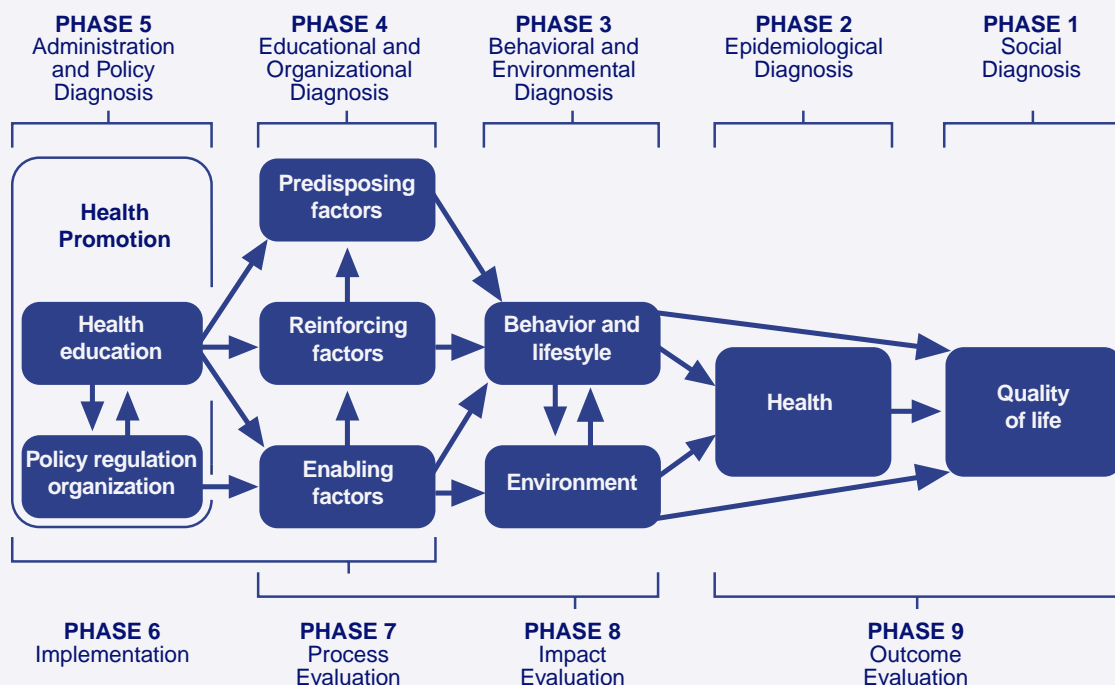 PHASE 5
Administration
and Policy
Diagnosis
PHASE 4
Educational and
Organizational
Diagnosis
PHASE 3
Behavioral and
Environmental
Diagnosis
PHASE 2
Epidemiological
Diagnosis
PHASE 1
Social
Diagnosis
Health
Promotion
Health
education
Policy regulation
organization
Predisposing
factors
Reinforcing
factors
Enabling
factors
Behavior and
lifestyle
Environment
Health
Quality
of life
PHASE 6
Implementation
PHASE 7
Process
Evaluation
PHASE 8
Impact
Evaluation
PHASE 9
Outcome
Evaluation